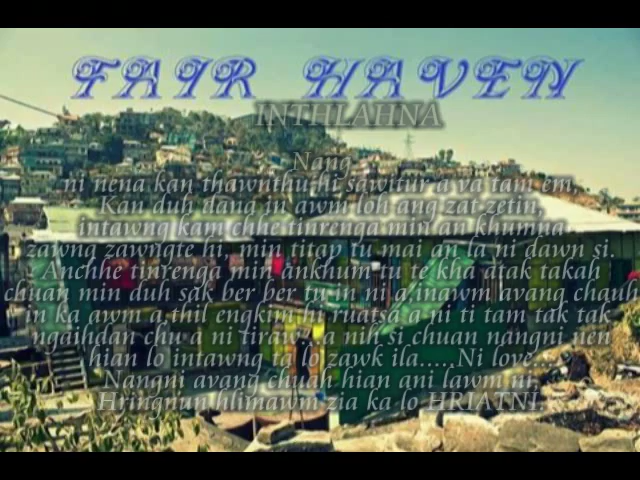 FAIR HAVEN
INTHLAHNA
Nang
ni nena kan thawnthu hi sawitur a va tam em,
Kan duh dang in awm loh ang zat zetin,
intawng kam chhe tinrenga min an khumna
zawng zawngte hi, min titau tu mai an la ni dawn si.
Anchhe tinrenga min ankhum tu te kha atak takah
chuan min duh sak ber ber tu in ni a,inawm avang chauh
in ka awm a,thil engkim hi ruatsa a ni ti tam tak tak
ngaihdan chu a ni tiraw? a nih si chuan nangni nen
hian lo intawng ta lo zawk ila.....Ni love...
Nangni avang chuah hian ani lawm ni,
Hringnun hlimawm zia ka lo HRIATNI.